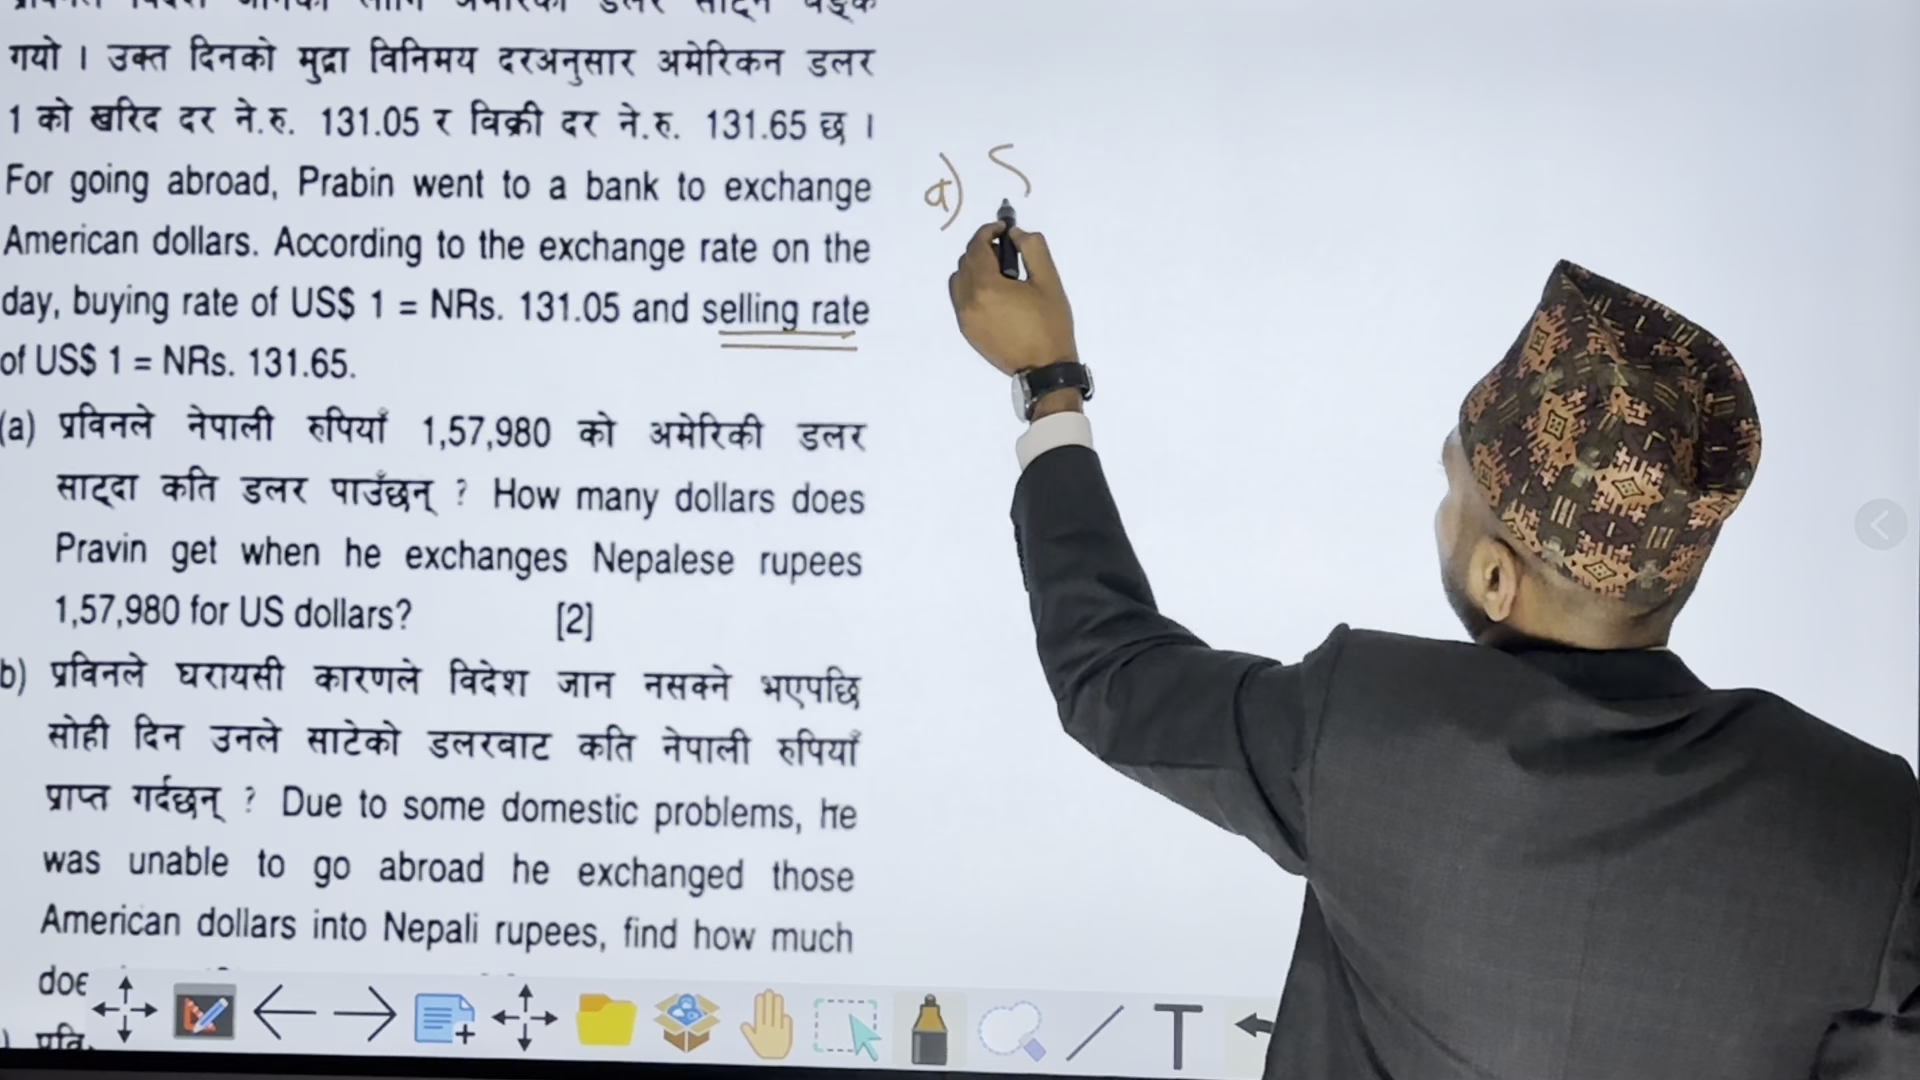 गयो । उक्त दिनको मुद्रा विनिमय दरअनुसार अमेरिकन डलर
1 को खरिद दर ने.रु. 131.05 र विक्री दर ने.रु. 131.65 छ ।
For going abroad, Prabin went to a bank to exchange
American dollars. According to the exchange rate on the
day, buying rate of US$ 1 = NRs. 131.05 and selling rate
of US$ 1 = NRs. 131.65.
(a) प्रविनले नेपाली रुपियाँ 1,57,980 को अमेरिकी डलर
साट्दा कति डलर पाउँछन् ? How many dollars does
Pravin get when he exchanges Nepalese rupees
1,57,980 for US dollars? [2]
b) प्रविनले घरायसी कारणले विदेश जान नसक्ने भएपछि
सोही दिन उनले साटेको डलरबाट कति नेपाली रुपियाँ
प्राप्त गर्दछन् ? Due to some domestic problems, he
was unable to go abroad he exchanged those
American dollars into Nepali rupees, find how much
a) S
T